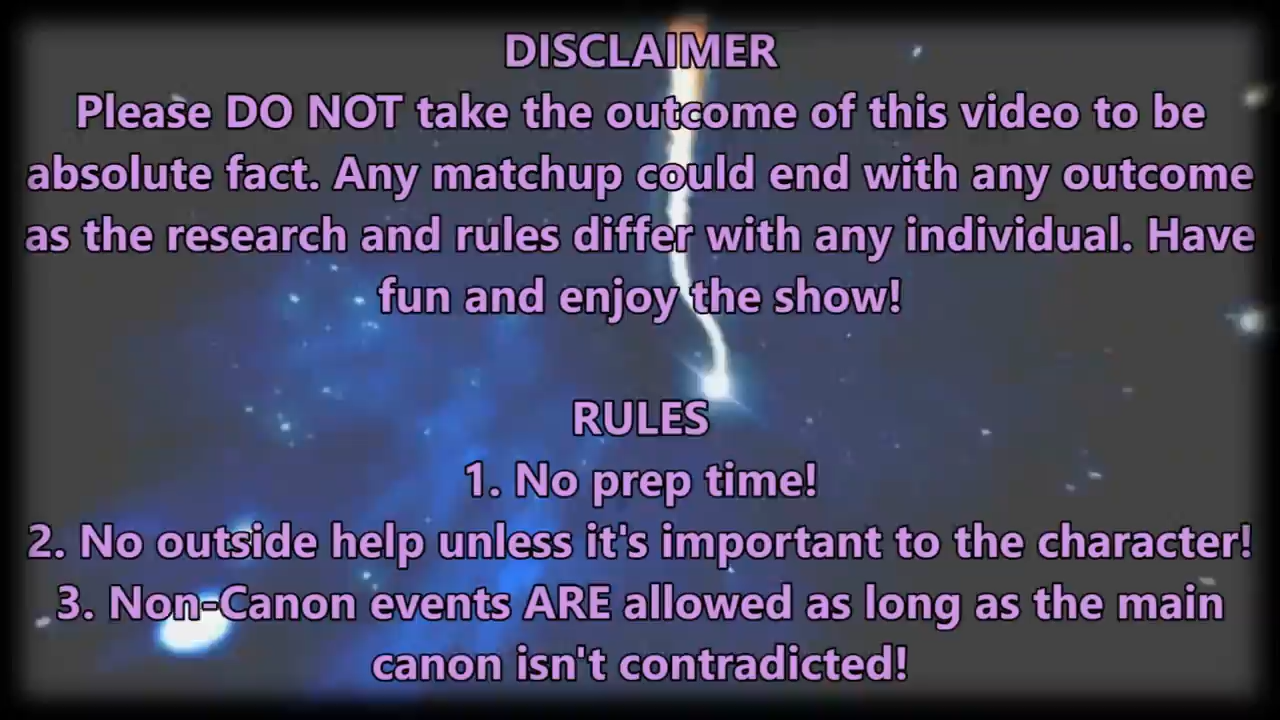 DISCLAIMER
Please DO NOT take the outcome of this video to be
absolute fact. Any matchup could end with any outcome
as the research and rules differ with any individual. Have
fun and enjoy the show!
RULES
1. No prep time!
2. No outside help unless it's important to the character!
3. Non-Canon events ARE allowed as long as the main
canon isn't contradicted!